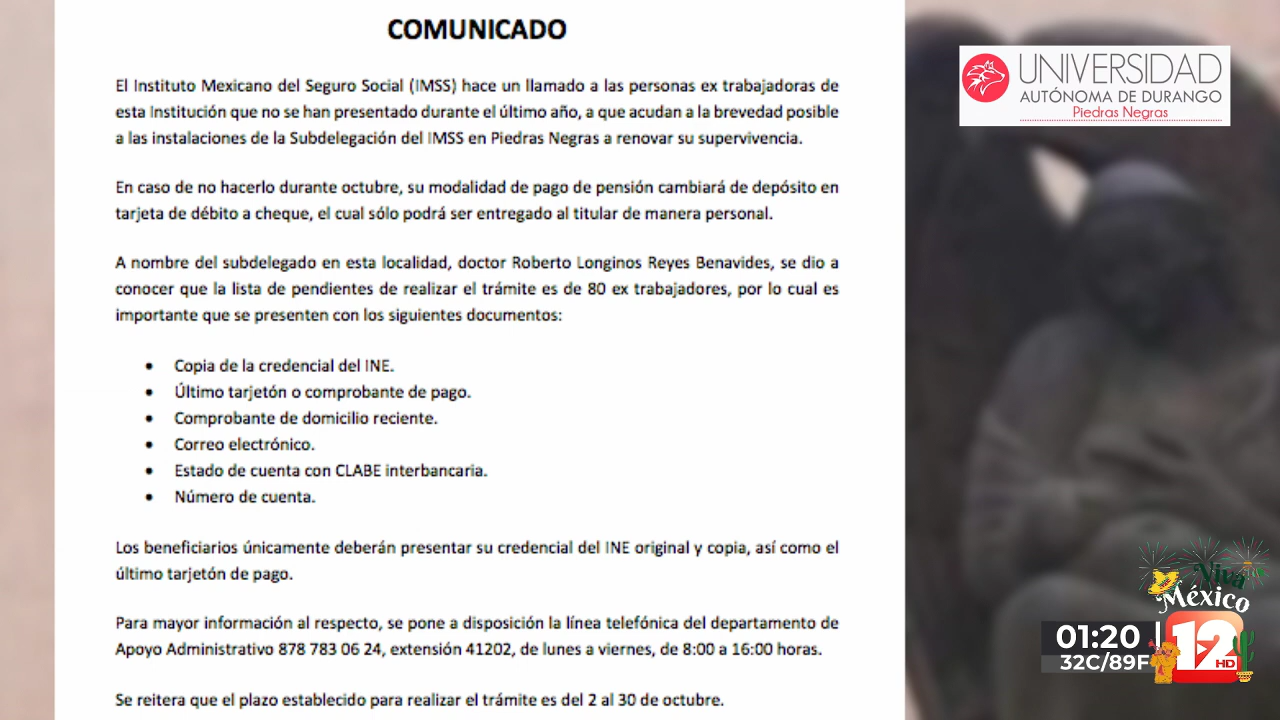 COMUNICADO
El Instituto Mexicano del Seguro Social (IMSS) hace un llamado a las personas ex trabajadoras de
esta Institución que no se han presentado durante el último año, a que acudan a la brevedad posible
a las instalaciones de la Subdelegación del IMSS en Piedras Negras a renovar su supervivencia.
En caso de no hacerlo durante octubre, su modalidad de pago de pensión cambiará de depósito en
tarjeta de débito a cheque, el cual sólo podrá ser entregado al titular de manera personal.
A nombre del subdelegado en esta localidad, doctor Roberto Longinos Reyes Benavides, se dio a
conocer que la lista de pendientes de realizar el trámite es de 80 ex trabajadores, por lo cual es
importante que se presenten con los siguientes documentos:
• Copia de la credencial del INE.
• Último tarjetón o comprobante de pago.
• Comprobante de domicilio reciente.
• Correo electrónico.
• Estado de cuenta con CLABE interbancaria.
• Número de cuenta.
Los beneficiarios únicamente deberán presentar su credencial del INE original y copia, así como el
último tarjetón de pago.
Para mayor información al respecto, se pone a disposición la línea telefónica del departamento de
Apoyo Administrativo 878 783 06 24, extensión 41202, de lunes a viernes, de 8:00 a 16:00 horas.
Se reitera que el plazo establecido para realizar el trámite es del 2 al 30 de octubre.
UNIVERSIDAD
AUTÓNOMA DE DURANGO
Piedras Negras
Viva
México
01:20
32C/89F
12
HD